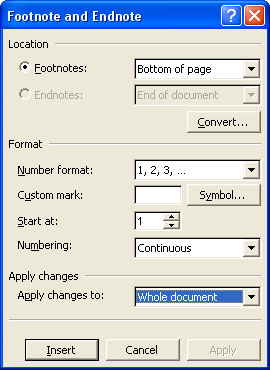 Footnote and Endnote
Location
Footnotes: Bottom of page
Endnotes: End of document
Convert...
Format
Number format: 1, 2, 3, ...
Custom mark: Symbol...
Start at: 1
Numbering: Continuous
Apply changes
Apply changes to: Whole document
Insert Cancel Apply